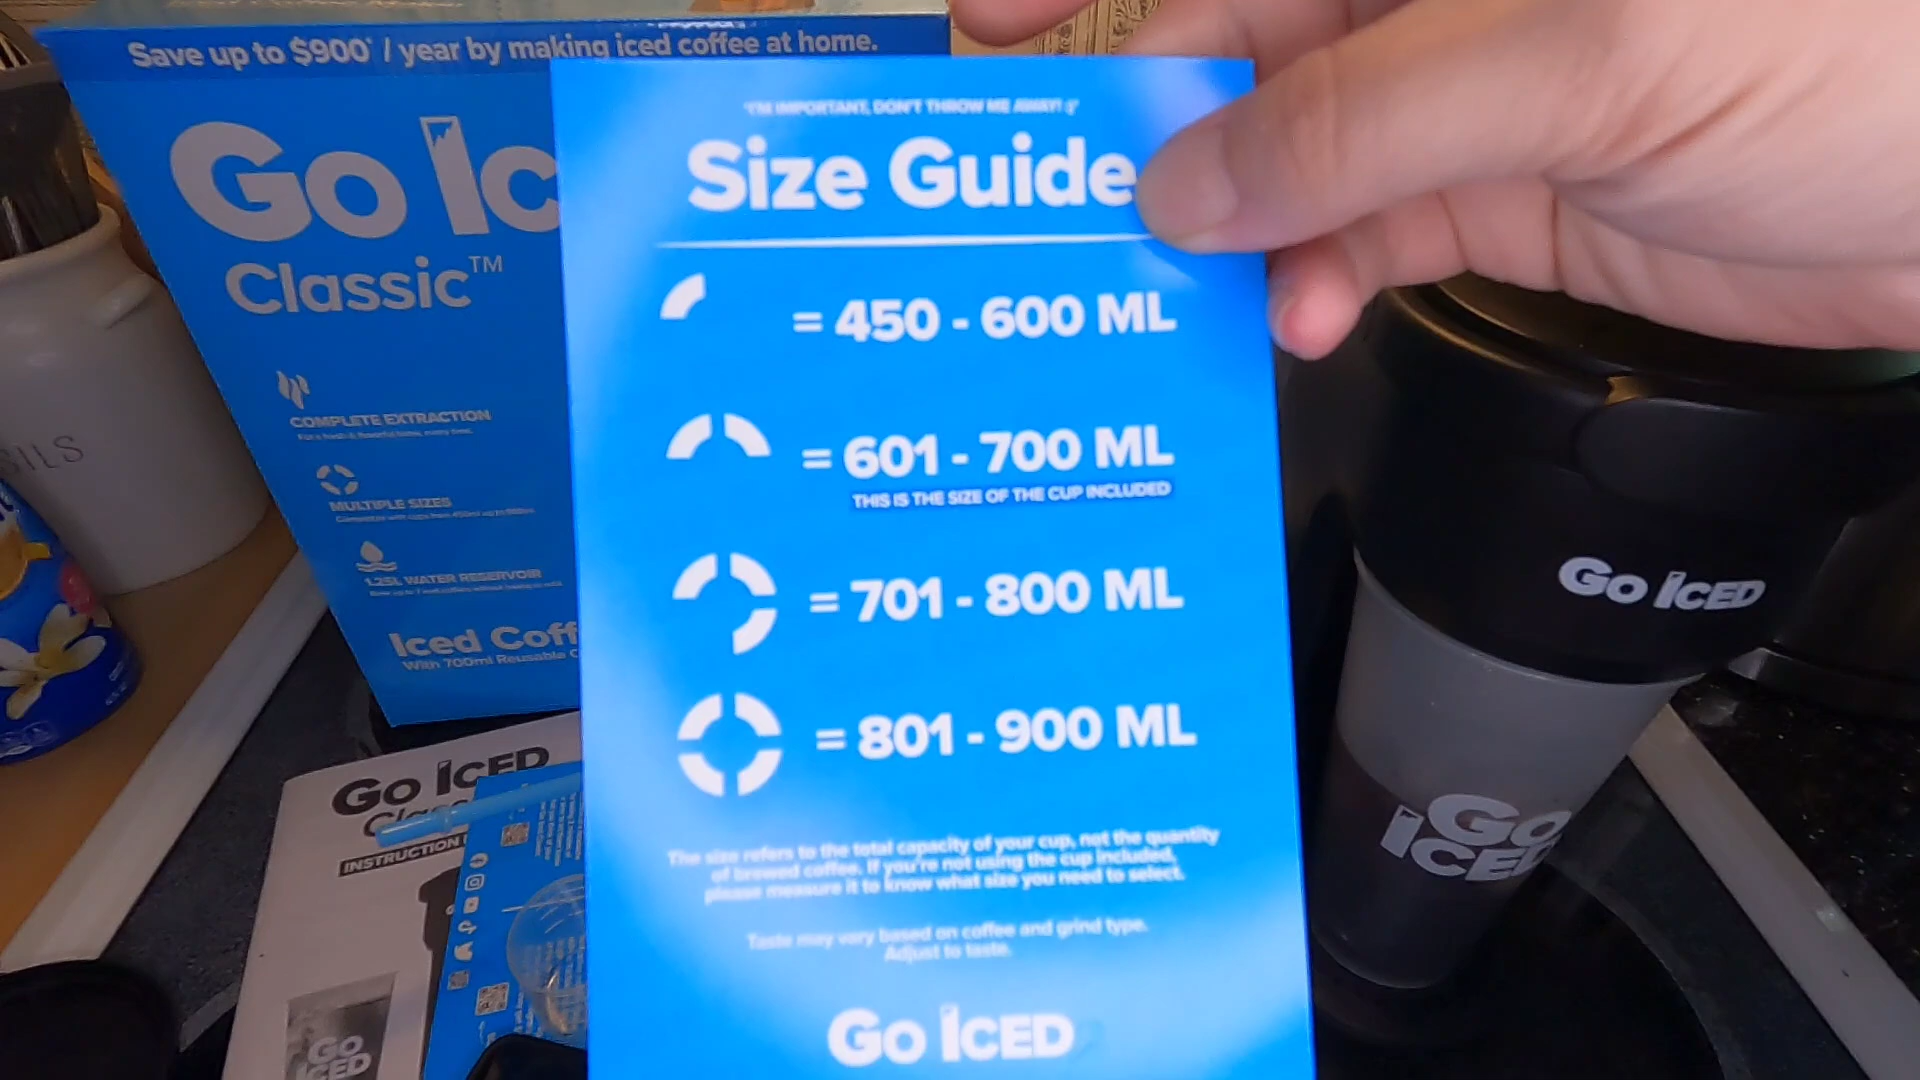 Save up to $900* / year by making iced coffee at home.
Go Ic
Classic™
COMPLETE EXTRACTION
MULTIPLE SIZES
1.25L WATER RESERVOIR
Iced Coff
With 700ml Reusable C
SILS
"I'M IMPORTANT, DON'T THROW ME AWAY! :)"
Size Guide
= 450 - 600 ML
= 601 - 700 ML
THIS IS THE SIZE OF THE CUP INCLUDED
= 701 - 800 ML
= 801 - 900 ML
The size refers to the total capacity of your cup, not the quantity
of brewed coffee. If you're not using the cup included,
please measure it to know what size you need to select.
Taste may vary based on coffee and grind type.
Adjust to taste.
GO ICED
GO ICED
Class
INSTRUCTION
GO
ICED
GO ICED
GO
ICED